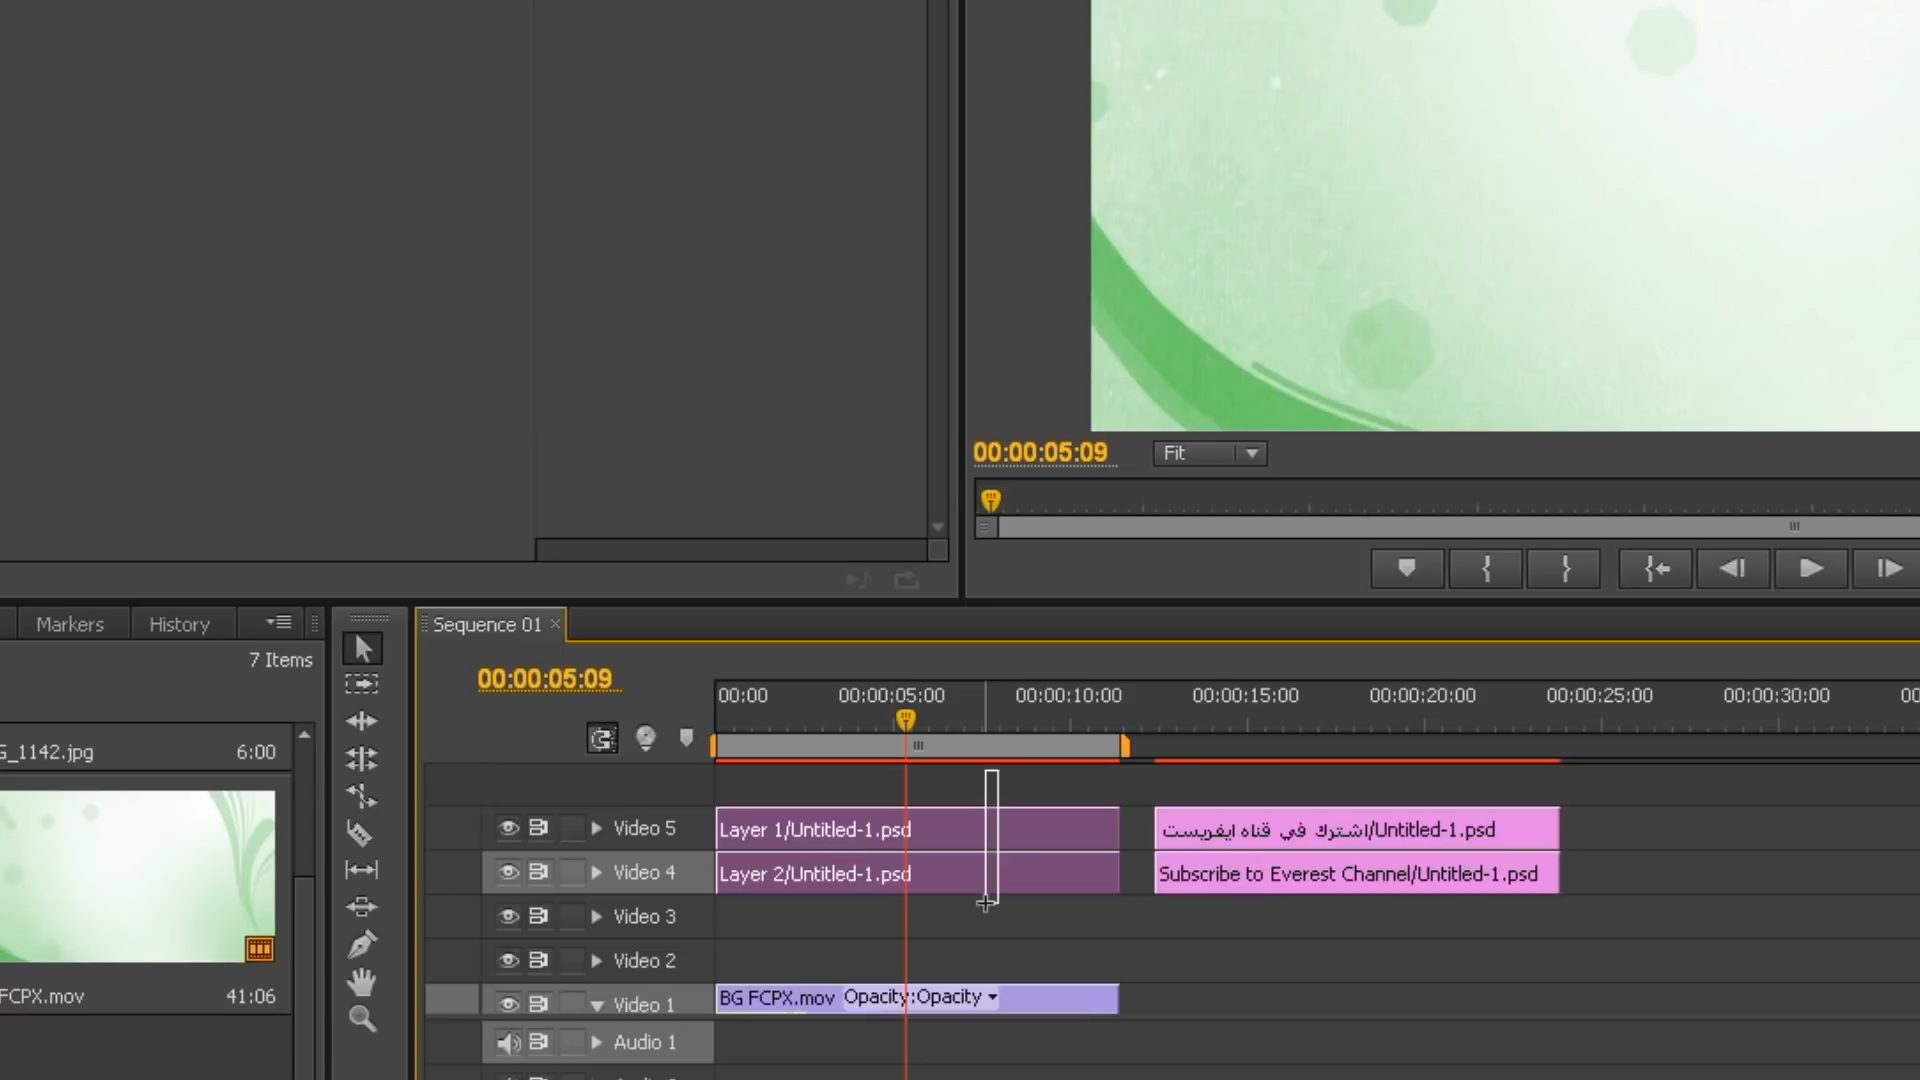 00:00:05:09
Fit
Markers
History
Sequence 01
7 Items
00:00:05:09
00:00
00:00:05:00
00:00:10:00
00:00:15:00
00:00:20:00
00:00:25:00
00:00:30:00
00
G_1142.jpg
6:00
Video 5
Layer 1/Untitled-1.psd
اشترك في قناه ايفريست/Untitled-1.psd
Video 4
Layer 2/Untitled-1.psd
Subscribe to Everest Channel/Untitled-1.psd
Video 3
Video 2
FCPX.mov
41:06
Video 1
BG FCPX.mov Opacity:Opacity
Audio 1